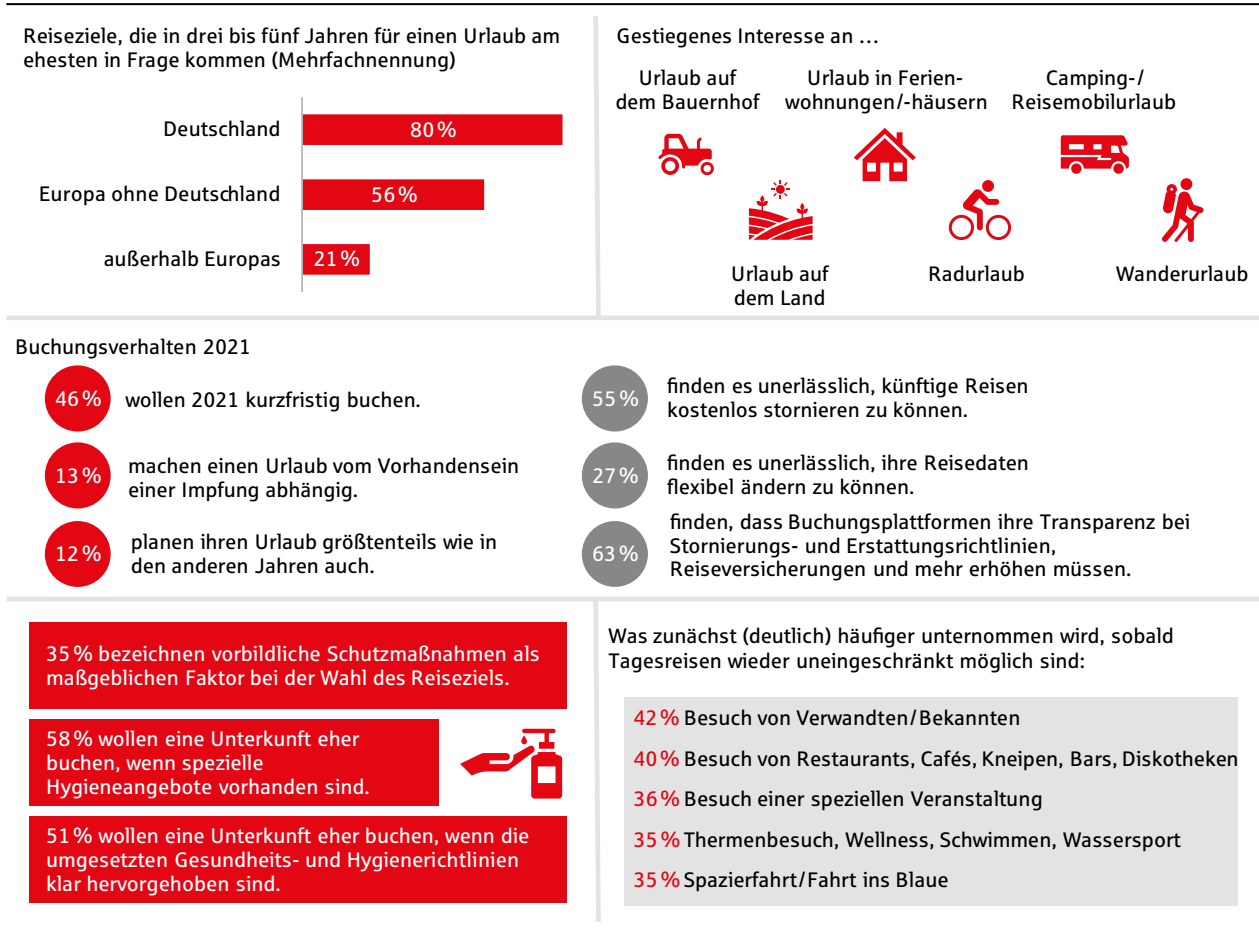 Reiseziele, die in drei bis fünf Jahren für einen Urlaub am
ehesten in Frage kommen (Mehrfachnennung)
Deutschland
80 %
Europa ohne Deutschland
56 %
außerhalb Europas
21 %
Gestiegenes Interesse an …
Urlaub auf
dem Bauernhof
Urlaub in Ferien-
wohnungen/-häusern
Camping-/
Reisemobilurlaub
Urlaub auf
dem Land
Radurlaub
Wanderurlaub
Buchungsverhalten 2021
46 %
wollen 2021 kurzfristig buchen.
13 %
machen einen Urlaub vom Vorhandensein
einer Impfung abhängig.
12 %
planen ihren Urlaub größtenteils wie in
den anderen Jahren auch.
55 %
finden es unerlässlich, künftige Reisen
kostenlos stornieren zu können.
27 %
finden es unerlässlich, ihre Reisedaten
flexibel ändern zu können.
63 %
finden, dass Buchungsplattformen ihre Transparenz bei
Stornierungs- und Erstattungsrichtlinien,
Reiseversicherungen und mehr erhöhen müssen.
35 % bezeichnen vorbildliche Schutzmaßnahmen als
maßgeblichen Faktor bei der Wahl des Reiseziels.
58 % wollen eine Unterkunft eher
buchen, wenn spezielle
Hygieneangebote vorhanden sind.
51 % wollen eine Unterkunft eher buchen, wenn die
umgesetzten Gesundheits- und Hygienerichtlinien
klar hervorgehoben sind.
Was zunächst (deutlich) häufiger unternommen wird, sobald
Tagesreisen wieder uneingeschränkt möglich sind:
42 % Besuch von Verwandten/Bekannten
40 % Besuch von Restaurants, Cafés, Kneipen, Bars, Diskotheken
36 % Besuch einer speziellen Veranstaltung
35 % Thermenbesuch, Wellness, Schwimmen, Wassersport
35 % Spazierfahrt/Fahrt ins Blaue